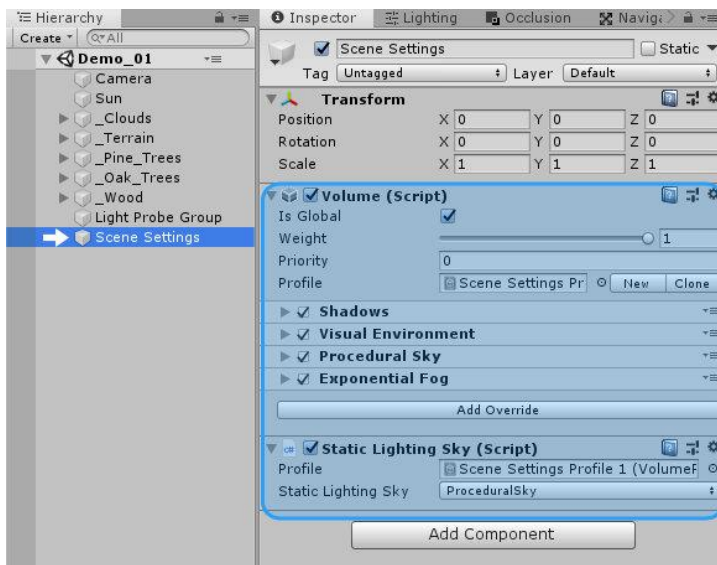 Hierarchy
Create
All
Demo_01
Camera
Sun
_Clouds
_Terrain
_Pine_Trees
_Oak_Trees
_Wood
Light Probe Group
Scene Settings
Inspector Lighting Occlusion Naviga
Scene Settings Static
Tag Untagged Layer Default
Transform
Position X 0 Y 0 Z 0
Rotation X 0 Y 0 Z 0
Scale X 1 Y 1 Z 1
Volume (Script)
Is Global
Weight 1
Priority 0
Profile Scene Settings Pr New Clone
Shadows
Visual Environment
Procedural Sky
Exponential Fog
Add Override
c# Static Lighting Sky (Script)
Profile Scene Settings Profile 1 (VolumeP
Static Lighting Sky ProceduralSky
Add Component